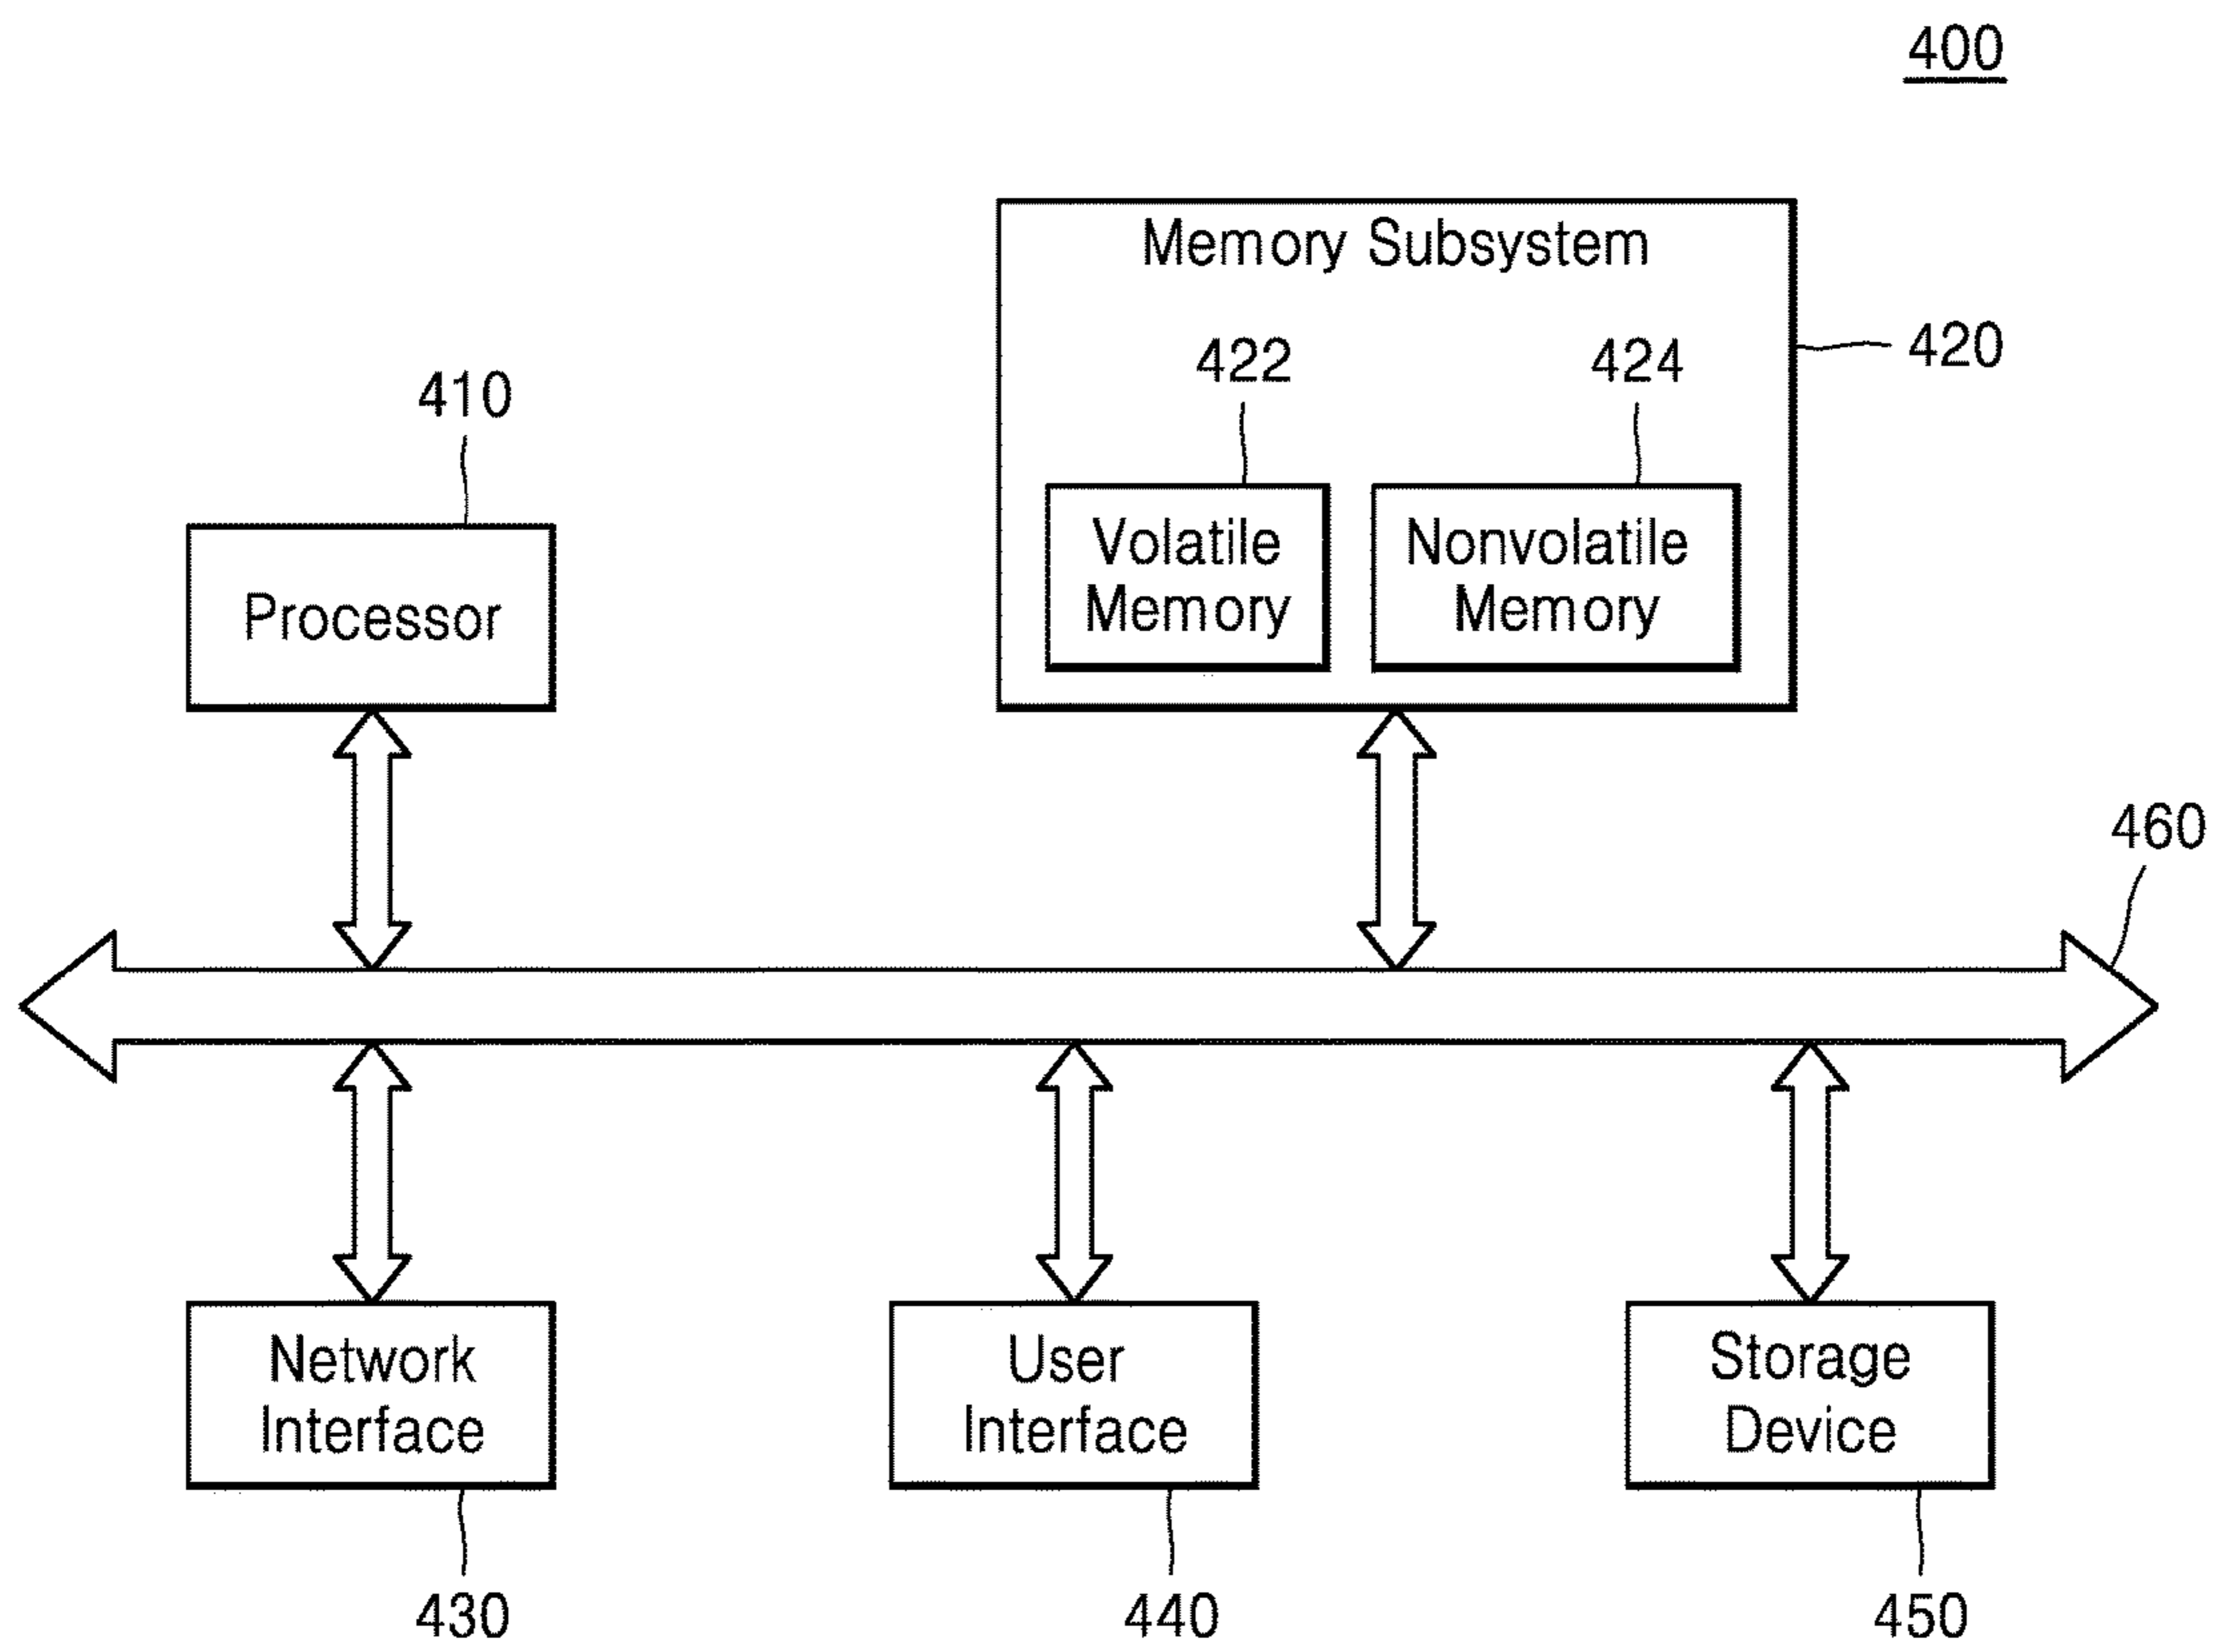 400
Memory Subsystem
420
422
424
410
Volatile
Memory
Nonvolatile
Memory
Processor
460
Network
Interface
User
Interface
Storage
Device
430
440
450